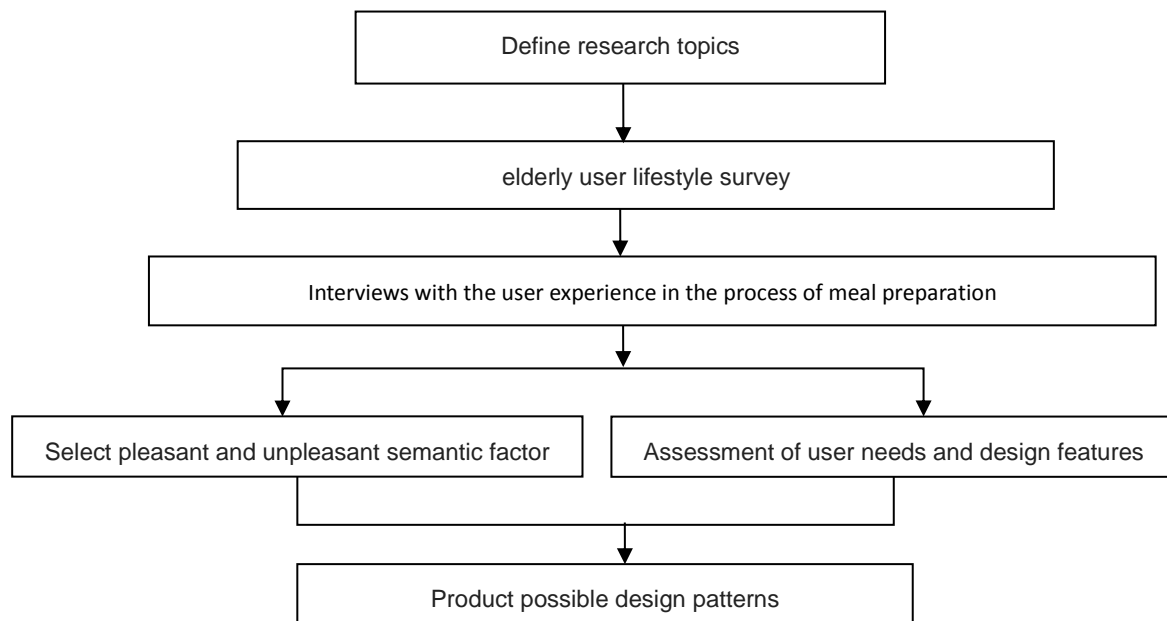 Define research topics
elderly user lifestyle survey
Interviews with the user experience in the process of meal preparation
Select pleasant and unpleasant semantic factor
Assessment of user needs and design features
Product possible design patterns